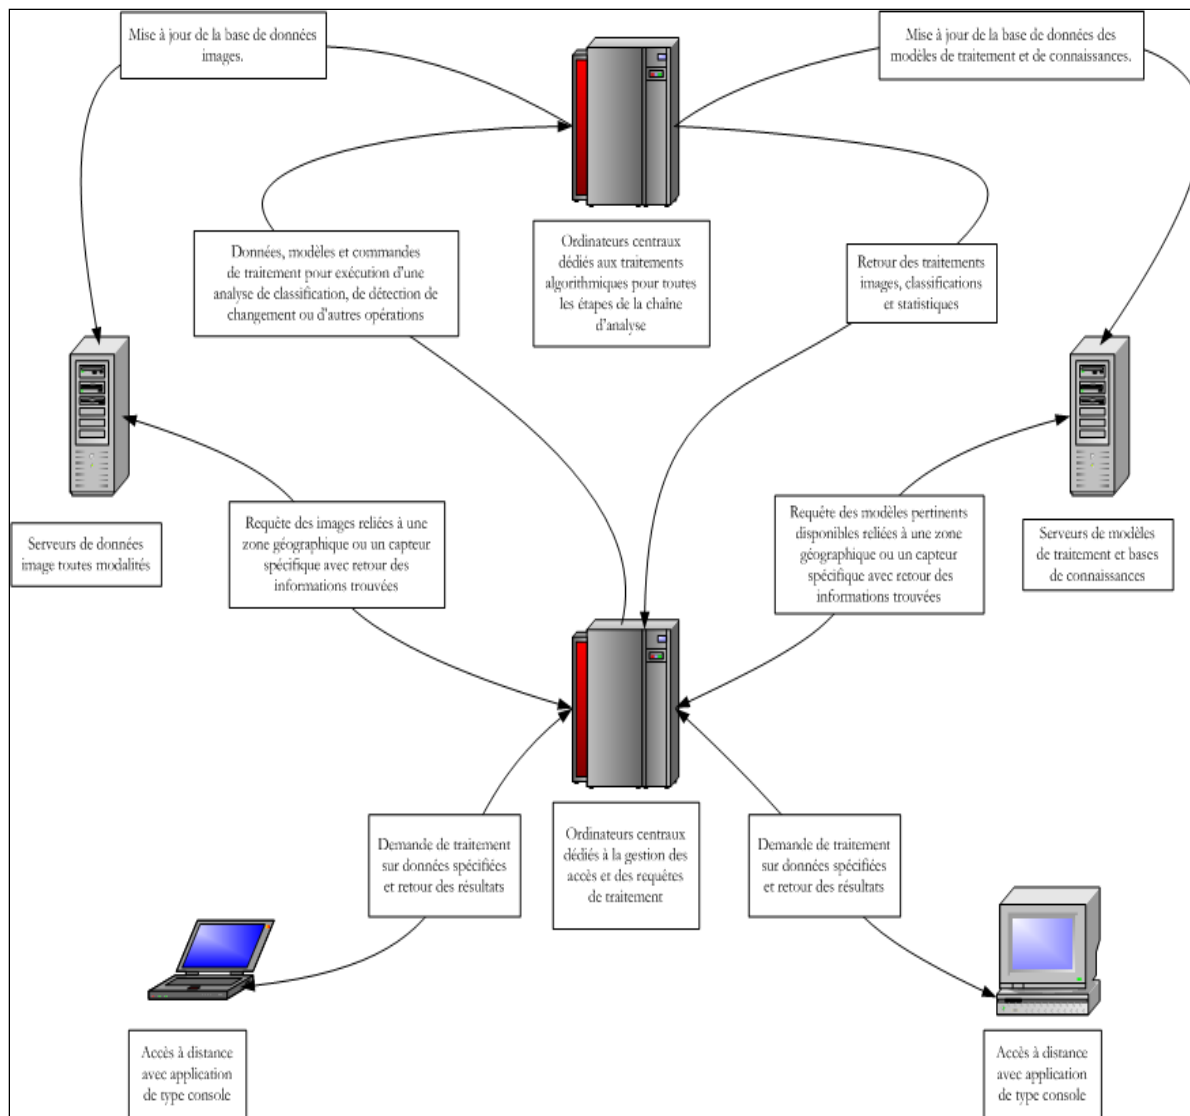 Mise à jour de la base de données
images.
Mise à jour de la base de données des
modèles de traitement et de connaissances.
Données, modèles et commandes
de traitement pour exécution d'une
analyse de classification, de détection de
changement ou d'autres opérations
Ordinateurs centraux
dédiés aux traitements
algorithmiques pour toutes
les étapes de la chaîne
d'analyse
Retour des traitements
images, classifications
et statistiques
Serveurs de données
image toutes modalités
Requête des images reliées à une
zone géographique ou un capteur
spécifique avec retour des
informations trouvées
Requête des modèles pertinents
disponibles reliées à une zone
géographique ou un capteur
spécifique avec retour des
informations trouvées
Serveurs de modèles
de traitement et bases
de connaissances
Demande de traitement
sur données spécifiées
et retour des résultats
Ordinateurs centraux
dédiés à la gestion des
accès et des requêtes
de traitement
Demande de traitement
sur données spécifiées
et retour des résultats
Accès à distance
avec application
de type console
Accès à distance
avec application
de type console